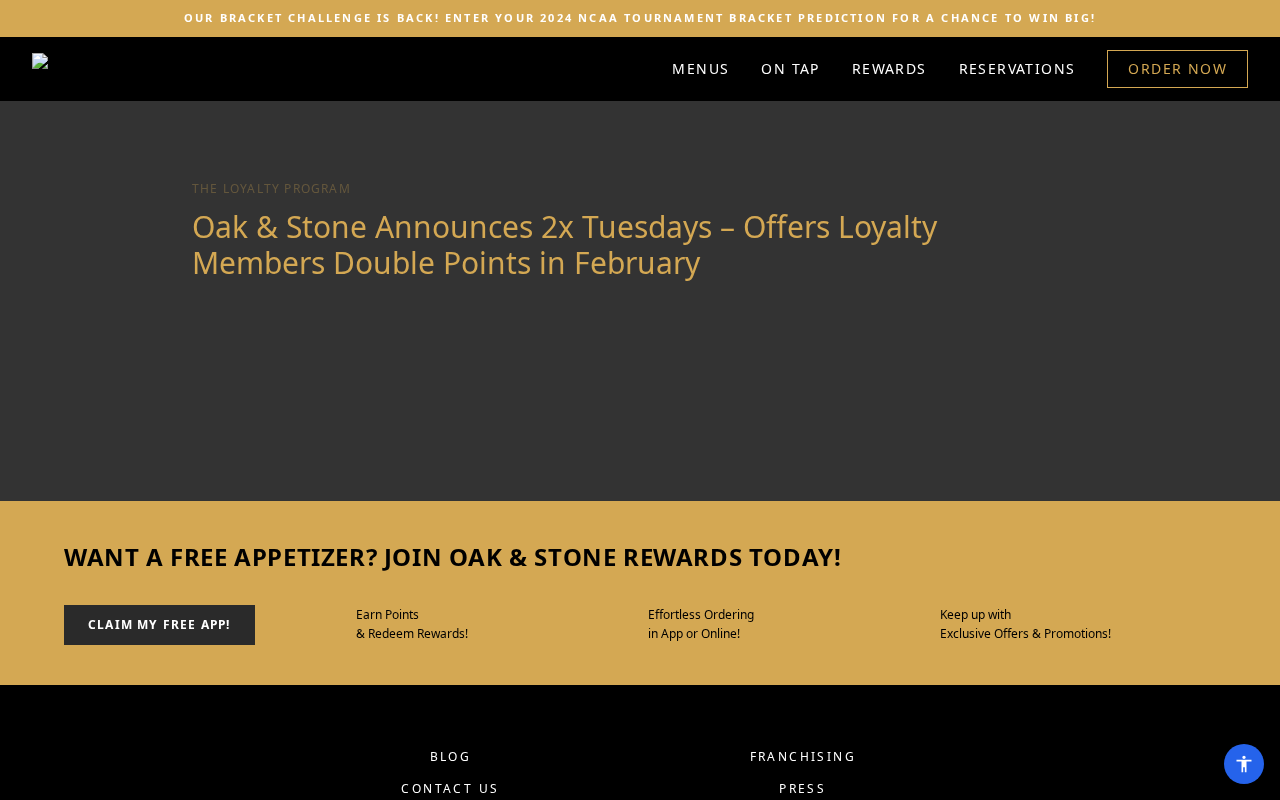 OUR BRACKET CHALLENGE IS BACK! ENTER YOUR 2024 NCAA TOURNAMENT BRACKET PREDICTION FOR A CHANCE TO WIN BIG!
MENUS ON TAP REWARDS RESERVATIONS ORDER NOW
THE LOYALTY PROGRAM
Oak & Stone Announces 2x Tuesdays – Offers Loyalty
Members Double Points in February
WANT A FREE APPETIZER? JOIN OAK & STONE REWARDS TODAY!
CLAIM MY FREE APP!
Earn Points
& Redeem Rewards!
Effortless Ordering
in App or Online!
Keep up with
Exclusive Offers & Promotions!
BLOG
CONTACT US
FRANCHISING
PRESS